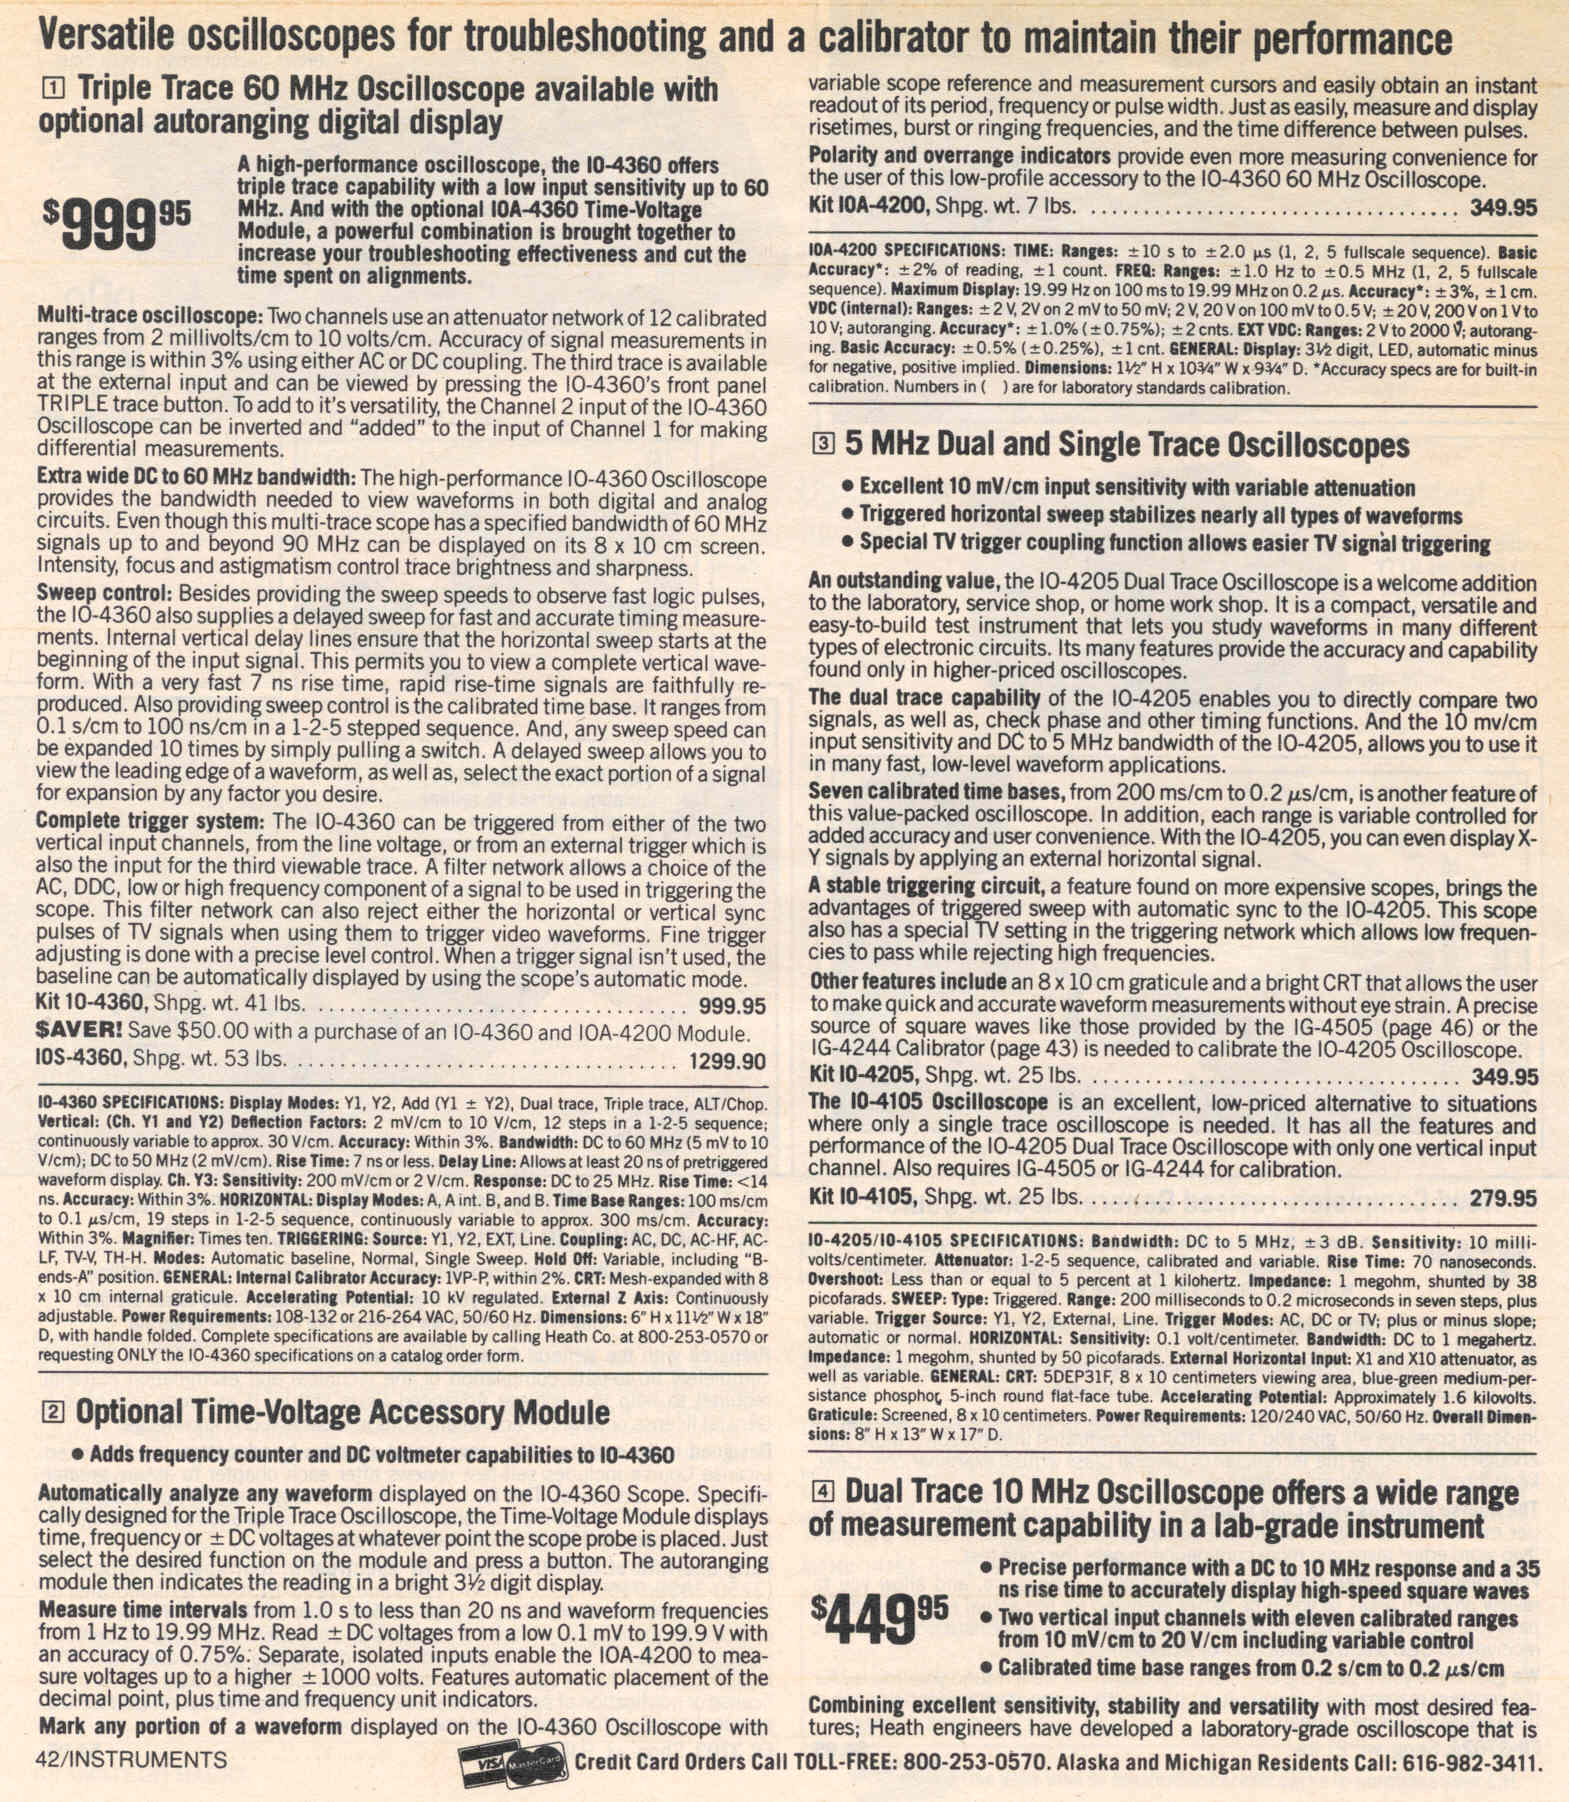 Versatile oscilloscopes for troubleshooting and a calibrator to maintain their performance
1 Triple Trace 60 MHz Oscilloscope available with
optional autoranging digital display
$999 95
A high-performance oscilloscope, the IO-4360 offers
triple trace capability with a low input sensitivity up to 60
MHz. And with the optional IOA-4360 Time-Voltage
Module, a powerful combination is brought together to
increase your troubleshooting effectiveness and cut the
time spent on alignments.
Multi-trace oscilloscope: Two channels use an attenuator network of 12 calibrated
ranges from 2 millivolts/cm to 10 volts/cm. Accuracy of signal measurements in
this range is within 3% using either AC or DC coupling. The third trace is available
at the external input and can be viewed by pressing the IO-4360's front panel
TRIPLE trace button. To add to it's versatility, the Channel 2 input of the IO-4360
Oscilloscope can be inverted and "added" to the input of Channel 1 for making
differential measurements.
Extra wide DC to 60 MHz bandwidth: The high-performance IO-4360 Oscilloscope
provides the bandwidth needed to view waveforms in both digital and analog
circuits. Even though this multi-trace scope has a specified bandwidth of 60 MHz
signals up to and beyond 90 MHz can be displayed on its 8 x 10 cm screen.
Intensity, focus and astigmatism control trace brightness and sharpness.
Sweep control: Besides providing the sweep speeds to observe fast logic pulses,
the IO-4360 also supplies a delayed sweep for fast and accurate timing measure-
ments. Internal vertical delay lines ensure that the horizontal sweep starts at the
beginning of the input signal. This permits you to view a complete vertical wave-
form. With a very fast 7 ns rise time, rapid rise-time signals are faithfully re-
produced. Also providing sweep control is the calibrated time base. It ranges from
0.1 s/cm to 100 ns/cm in a 1-2-5 stepped sequence. And, any sweep speed can
be expanded 10 times by simply pulling a switch. A delayed sweep allows you to
view the leading edge of a waveform, as well as, select the exact portion of a signal
for expansion by any factor you desire.
Complete trigger system: The IO-4360 can be triggered from either of the two
vertical input channels, from the line voltage, or from an external trigger which is
also the input for the third viewable trace. A filter network allows a choice of the
AC, DDC, low or high frequency component of a signal to be used in triggering the
scope. This filter network can also reject either the horizontal or vertical sync
pulses of TV signals when using them to trigger video waveforms. Fine trigger
adjusting is done with a precise level control. When a trigger signal isn't used, the
baseline can be automatically displayed by using the scope's automatic mode.
Kit 10-4360, Shpg. wt. 41 lbs. .................................. 999.95
$AVER! Save $50.00 with a purchase of an IO-4360 and IOA-4200 Module.
IOS-4360, Shpg. wt. 53 lbs. .................................. 1299.90
IO-4360 SPECIFICATIONS: Display Modes: Y1, Y2, Add (Y1 ± Y2), Dual trace, Triple trace, ALT/Chop.
Vertical: (Ch. Y1 and Y2) Deflection Factors: 2 mV/cm to 10 V/cm, 12 steps in a 1-2-5 sequence;
continuously variable to approx. 30 V/cm. Accuracy: Within 3%. Bandwidth: DC to 60 MHz (5 mV to 10
V/cm); DC to 50 MHz (2 mV/cm). Rise Time: 7 ns or less. Delay Line: Allows at least 20 ns of pretriggered
waveform display. Ch. Y3: Sensitivity: 200 mV/cm or 2 V/cm. Response: DC to 25 MHz. Rise Time: <14
ns. Accuracy: Within 3%. HORIZONTAL: Display Modes: A, A int. B, and B. Time Base Ranges: 100 ms/cm
to 0.1 µs/cm, 19 steps in 1-2-5 sequence, continuously variable to approx. 300 ms/cm. Accuracy:
Within 3%. Magnifier: Times ten. TRIGGERING: Source: Y1, Y2, EXT, Line. Coupling: AC, DC, AC-HF, AC-
LF, TV-V, TH-H. Modes: Automatic baseline, Normal, Single Sweep. Hold Off: Variable, including "B-
ends-A" position. GENERAL: Internal Calibrator Accuracy: 1VP-P, within 2%. CRT: Mesh-expanded with 8
x 10 cm internal graticule. Accelerating Potential: 10 kV regulated. External Z Axis: Continuously
adjustable. Power Requirements: 108-132 or 216-264 VAC, 50/60 Hz. Dimensions: 6" H x 11½" W x 18"
D, with handle folded. Complete specifications are available by calling Heath Co. at 800-253-0570 or
requesting ONLY the IO-4360 specifications on a catalog order form.
2 Optional Time-Voltage Accessory Module
● Adds frequency counter and DC voltmeter capabilities to IO-4360
Automatically analyze any waveform displayed on the IO-4360 Scope. Specifi-
cally designed for the Triple Trace Oscilloscope, the Time-Voltage Module displays
time, frequency or ± DC voltages at whatever point the scope probe is placed. Just
select the desired function on the module and press a button. The autoranging
module then indicates the reading in a bright 3½ digit display.
Measure time intervals from 1.0 s to less than 20 ns and waveform frequencies
from 1 Hz to 19.99 MHz. Read ± DC voltages from a low 0.1 mV to 199.9 V with
an accuracy of 0.75%. Separate, isolated inputs enable the IOA-4200 to mea-
sure voltages up to a higher ± 1000 volts. Features automatic placement of the
decimal point, plus time and frequency unit indicators.
Mark any portion of a waveform displayed on the IO-4360 Oscilloscope with
variable scope reference and measurement cursors and easily obtain an instant
readout of its period, frequency or pulse width. Just as easily, measure and display
risetimes, burst or ringing frequencies, and the time difference between pulses.
Polarity and overrange indicators provide even more measuring convenience for
the user of this low-profile accessory to the IO-4360 60 MHz Oscilloscope.
Kit IOA-4200, Shpg. wt. 7 lbs. .................................. 349.95
IOA-4200 SPECIFICATIONS: TIME: Ranges: ±10 s to ±2.0 µs (1, 2, 5 fullscale sequence). Basic
Accuracy*: ±2% of reading, ±1 count. FREQ: Ranges: ±1.0 Hz to ±0.5 MHz (1, 2, 5 fullscale
sequence). Maximum Display: 19.99 Hz on 100 ms to 19.99 MHz on 0.2 µs. Accuracy*: ±3%, ±1 cm.
VDC (internal): Ranges: ±2 V, 2V on 2 mV to 50 mV; 2 V, 20 V on 100 mV to 0.5 V; ±20 V, 200 V on 1 V to
10 V; autoranging. Accuracy*: ±1.0% (±0.75%); ±2 cnts. EXT VDC: Ranges: 2 V to 2000 V; autorang-
ing. Basic Accuracy: ±0.5% (±0.25%), ±1 cnt. GENERAL: Display: 3½ digit, LED, automatic minus
for negative, positive implied. Dimensions: 1½" H x 10¾" W x 9¾" D. *Accuracy specs are for built-in
calibration. Numbers in ( ) are for laboratory standards calibration.
3 5 MHz Dual and Single Trace Oscilloscopes
● Excellent 10 mV/cm input sensitivity with variable attenuation
● Triggered horizontal sweep stabilizes nearly all types of waveforms
● Special TV trigger coupling function allows easier TV signal triggering
An outstanding value, the IO-4205 Dual Trace Oscilloscope is a welcome addition
to the laboratory, service shop, or home work shop. It is a compact, versatile and
easy-to-build test instrument that lets you study waveforms in many different
types of electronic circuits. Its many features provide the accuracy and capability
found only in higher-priced oscilloscopes.
The dual trace capability of the IO-4205 enables you to directly compare two
signals, as well as, check phase and other timing functions. And the 10 mv/cm
input sensitivity and DC to 5 MHz bandwidth of the IO-4205, allows you to use it
in many fast, low-level waveform applications.
Seven calibrated time bases, from 200 ms/cm to 0.2 µs/cm, is another feature of
this value-packed oscilloscope. In addition, each range is variable controlled for
added accuracy and user convenience. With the IO-4205, you can even display X-
Y signals by applying an external horizontal signal.
A stable triggering circuit, a feature found on more expensive scopes, brings the
advantages of triggered sweep with automatic sync to the IO-4205. This scope
also has a special TV setting in the triggering network which allows low frequen-
cies to pass while rejecting high frequencies.
Other features include an 8 x 10 cm graticule and a bright CRT that allows the user
to make quick and accurate waveform measurements without eye strain. A precise
source of square waves like those provided by the IG-4505 (page 46) or the
IG-4244 Calibrator (page 43) is needed to calibrate the IO-4205 Oscilloscope.
Kit IO-4205, Shpg. wt. 25 lbs. .................................. 349.95
The IO-4105 Oscilloscope is an excellent, low-priced alternative to situations
where only a single trace oscilloscope is needed. It has all the features and
performance of the IO-4205 Dual Trace Oscilloscope with only one vertical input
channel. Also requires IG-4505 or IG-4244 for calibration.
Kit IO-4105, Shpg. wt. 25 lbs. .................................. 279.95
IO-4205/IO-4105 SPECIFICATIONS: Bandwidth: DC to 5 MHz, ±3 dB. Sensitivity: 10 milli-
volts/centimeter. Attenuator: 1-2-5 sequence, calibrated and variable. Rise Time: 70 nanoseconds.
Overshoot: Less than or equal to 5 percent at 1 kilohertz. Impedance: 1 megohm, shunted by 38
picofarads. SWEEP: Type: Triggered. Range: 200 milliseconds to 0.2 microseconds in seven steps, plus
variable. Trigger Source: Y1, Y2, External, Line. Trigger Modes: AC, DC or TV; plus or minus slope;
automatic or normal. HORIZONTAL: Sensitivity: 0.1 volt/centimeter. Bandwidth: DC to 1 megahertz.
Impedance: 1 megohm, shunted by 50 picofarads. External Horizontal Input: X1 and X10 attenuator, as
well as variable. GENERAL: CRT: 5DEP31F, 8 x 10 centimeters viewing area, blue-green medium-per-
sistance phosphor, 5-inch round flat-face tube. Accelerating Potential: Approximately 1.6 kilovolts.
Graticule: Screened, 8 x 10 centimeters. Power Requirements: 120/240 VAC, 50/60 Hz. Overall Dimen-
sions: 8" H x 13" W x 17" D.
4 Dual Trace 10 MHz Oscilloscope offers a wide range
of measurement capability in a lab-grade instrument
$449 95
● Precise performance with a DC to 10 MHz response and a 35
ns rise time to accurately display high-speed square waves
● Two vertical input channels with eleven calibrated ranges
from 10 mV/cm to 20 V/cm including variable control
● Calibrated time base ranges from 0.2 s/cm to 0.2 µs/cm
Combining excellent sensitivity, stability and versatility with most desired fea-
tures; Heath engineers have developed a laboratory-grade oscilloscope that is
42/INSTRUMENTS
VISA MasterCard
Credit Card Orders Call TOLL-FREE: 800-253-0570. Alaska and Michigan Residents Call: 616-982-3411.